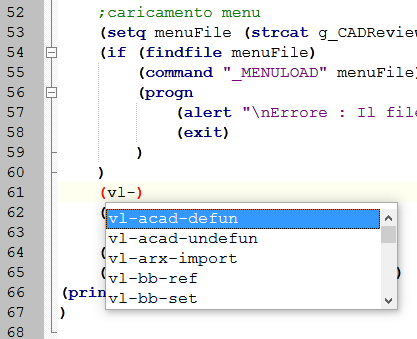 52 ;caricamento menu
53 (setq menuFile (strcat g_CADRevie
54 (if (findfile menuFile)
55 (command "_MENULOAD" menuFile)
56 (progn
57 (alert "\nErrore : Il file
58 (exit)
59 )
60 )
61 (vl-)
62 (
vl-acad-defun
63
vl-acad-undefun
64 (
vl-arx-import
65 ( )
vl-bb-ref
66 (prin
vl-bb-set
67 )
68